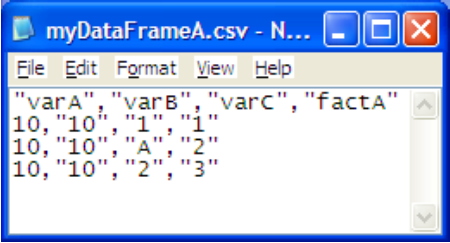 myDataFrameA.csv - N...
File Edit Format View Help
"varA","varB","varC","factA"
10,"10","1","1"
10,"10","A","2"
10,"10","2","3"